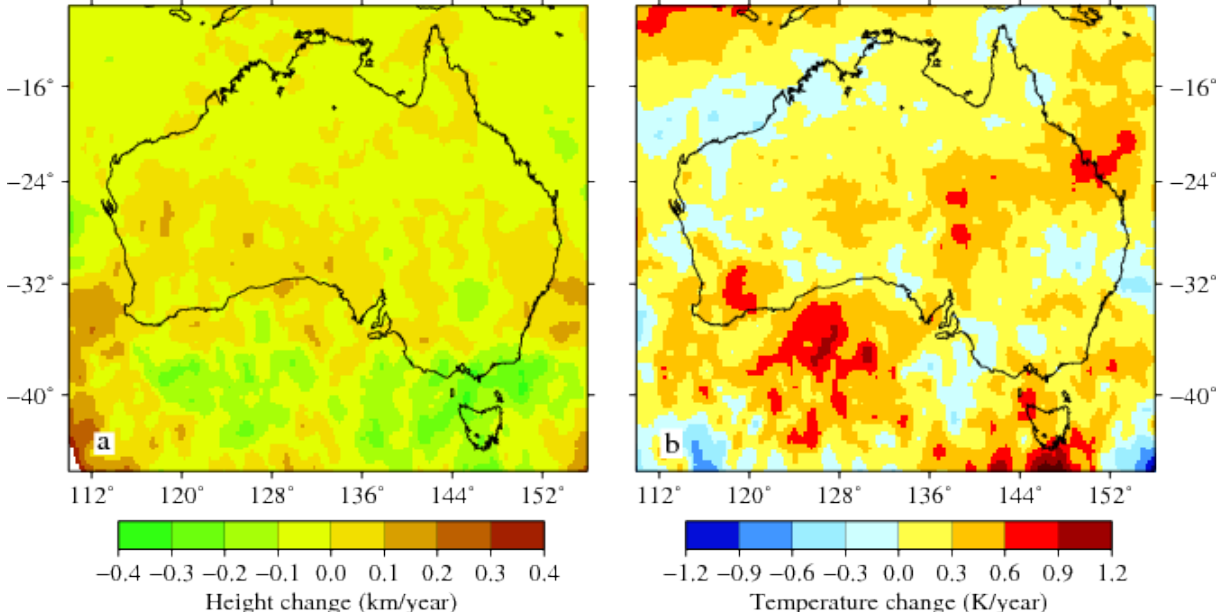 −16° −16°
−24° −24°
−32° −32°
−40° −40°
a b
112° 120° 128° 136° 144° 152° 112° 120° 128° 136° 144° 152°
−0.4 −0.3 −0.2 −0.1 0.0 0.1 0.2 0.3 0.4 −1.2 −0.9 −0.6 −0.3 0.0 0.3 0.6 0.9 1.2
Height change (km/year) Temperature change (K/year)